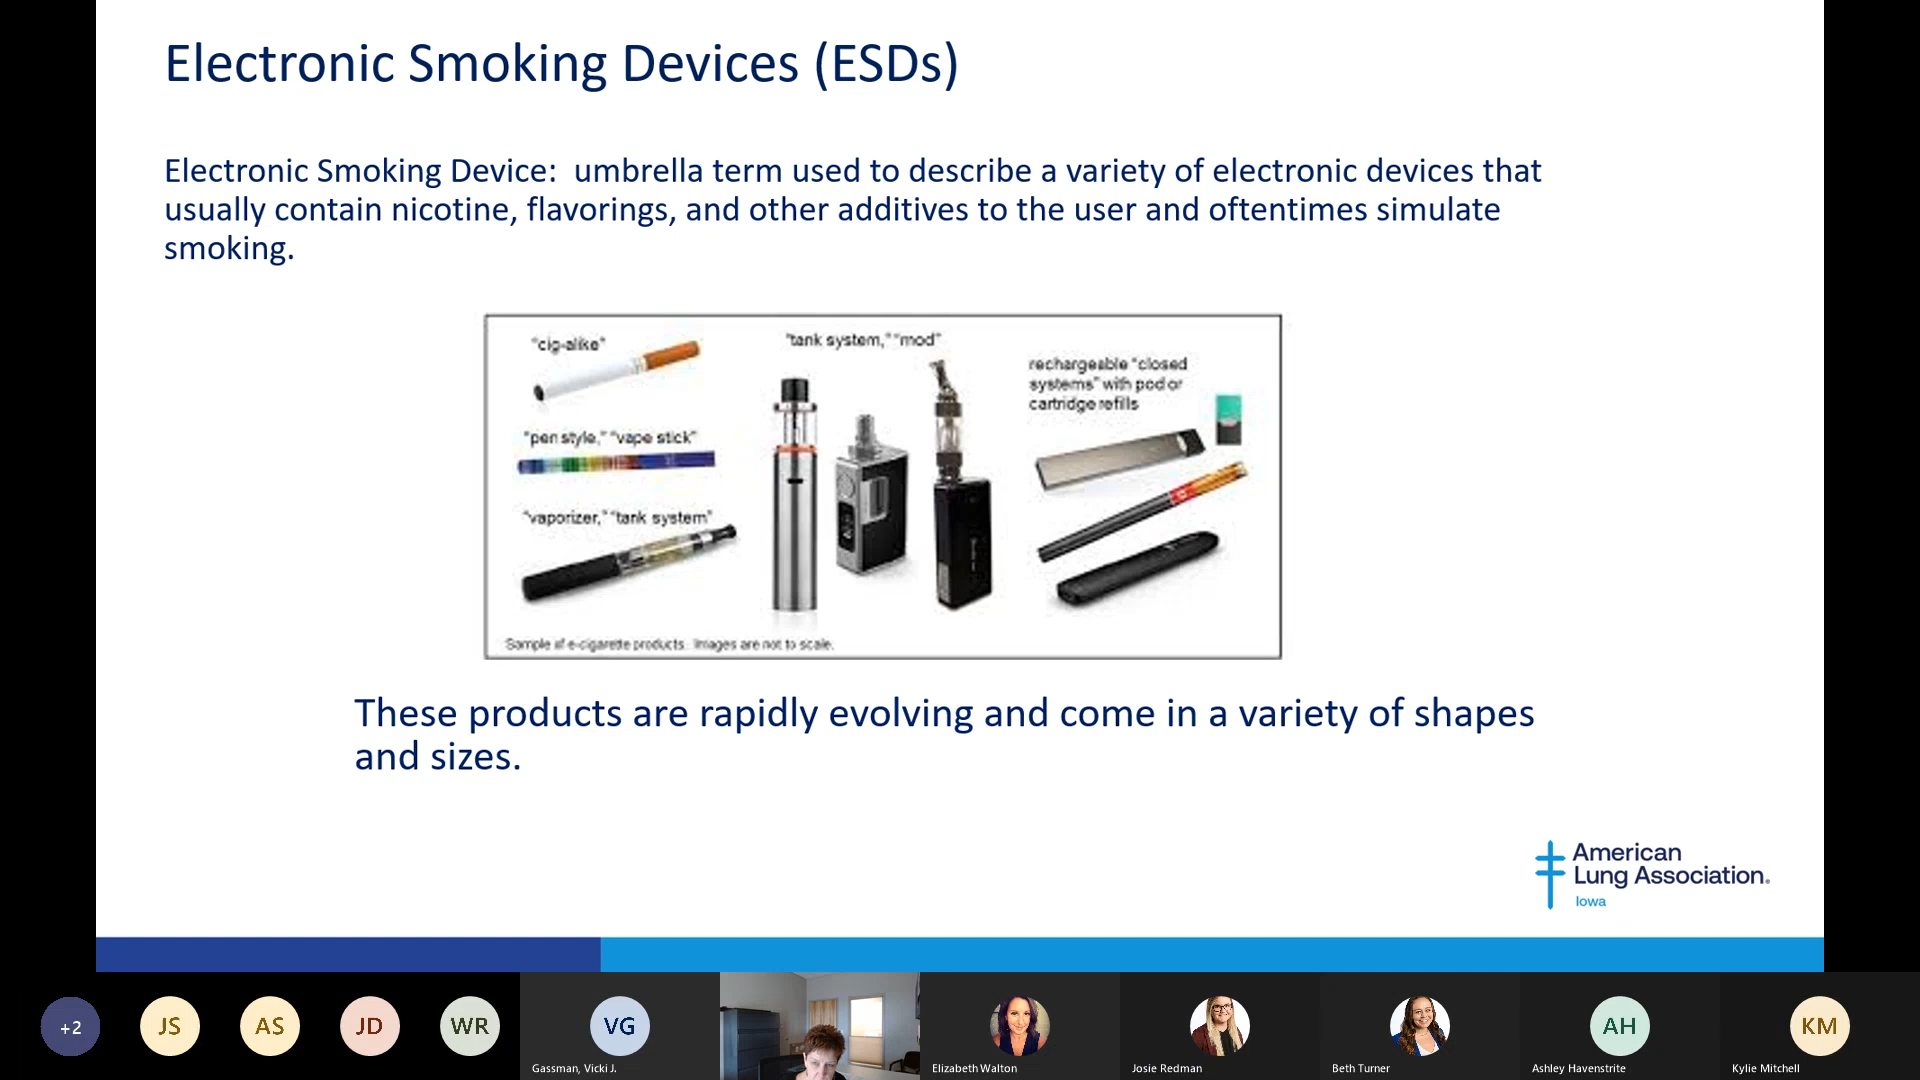 Electronic Smoking Devices (ESDs)
Electronic Smoking Device:  umbrella term used to describe a variety of electronic devices that
usually contain nicotine, flavorings, and other additives to the user and oftentimes simulate
smoking.
"cig-alike"
"tank system," "mod"
rechargeable "closed
systems" with pod or
cartridge refills
"pen style," "vape stick"
"vaporizer," "tank system"
Sample of e-cigarette products. Images are not to scale.
These products are rapidly evolving and come in a variety of shapes
and sizes.
American
Lung Association.
Iowa
+2
JS
AS
JD
WR
VG
Gassman, Vicki J.
Elizabeth Walton
Josie Redman
Beth Turner
AH
Ashley Havenstrite
KM
Kylie Mitchell